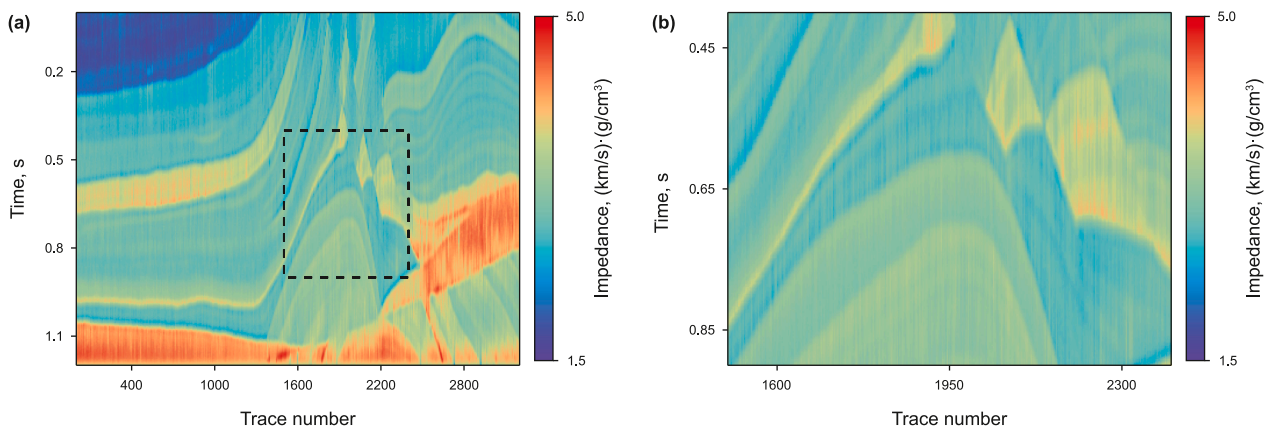 (a)
0.2
0.5
0.8
1.1
Time, s
400
1000
1600
2200
2800
Trace number
5.0
1.5
Impedance, (km/s)·(g/cm³)
(b)
0.45
0.65
0.85
Time, s
1600
1950
2300
Trace number
5.0
1.5
Impedance, (km/s)·(g/cm³)